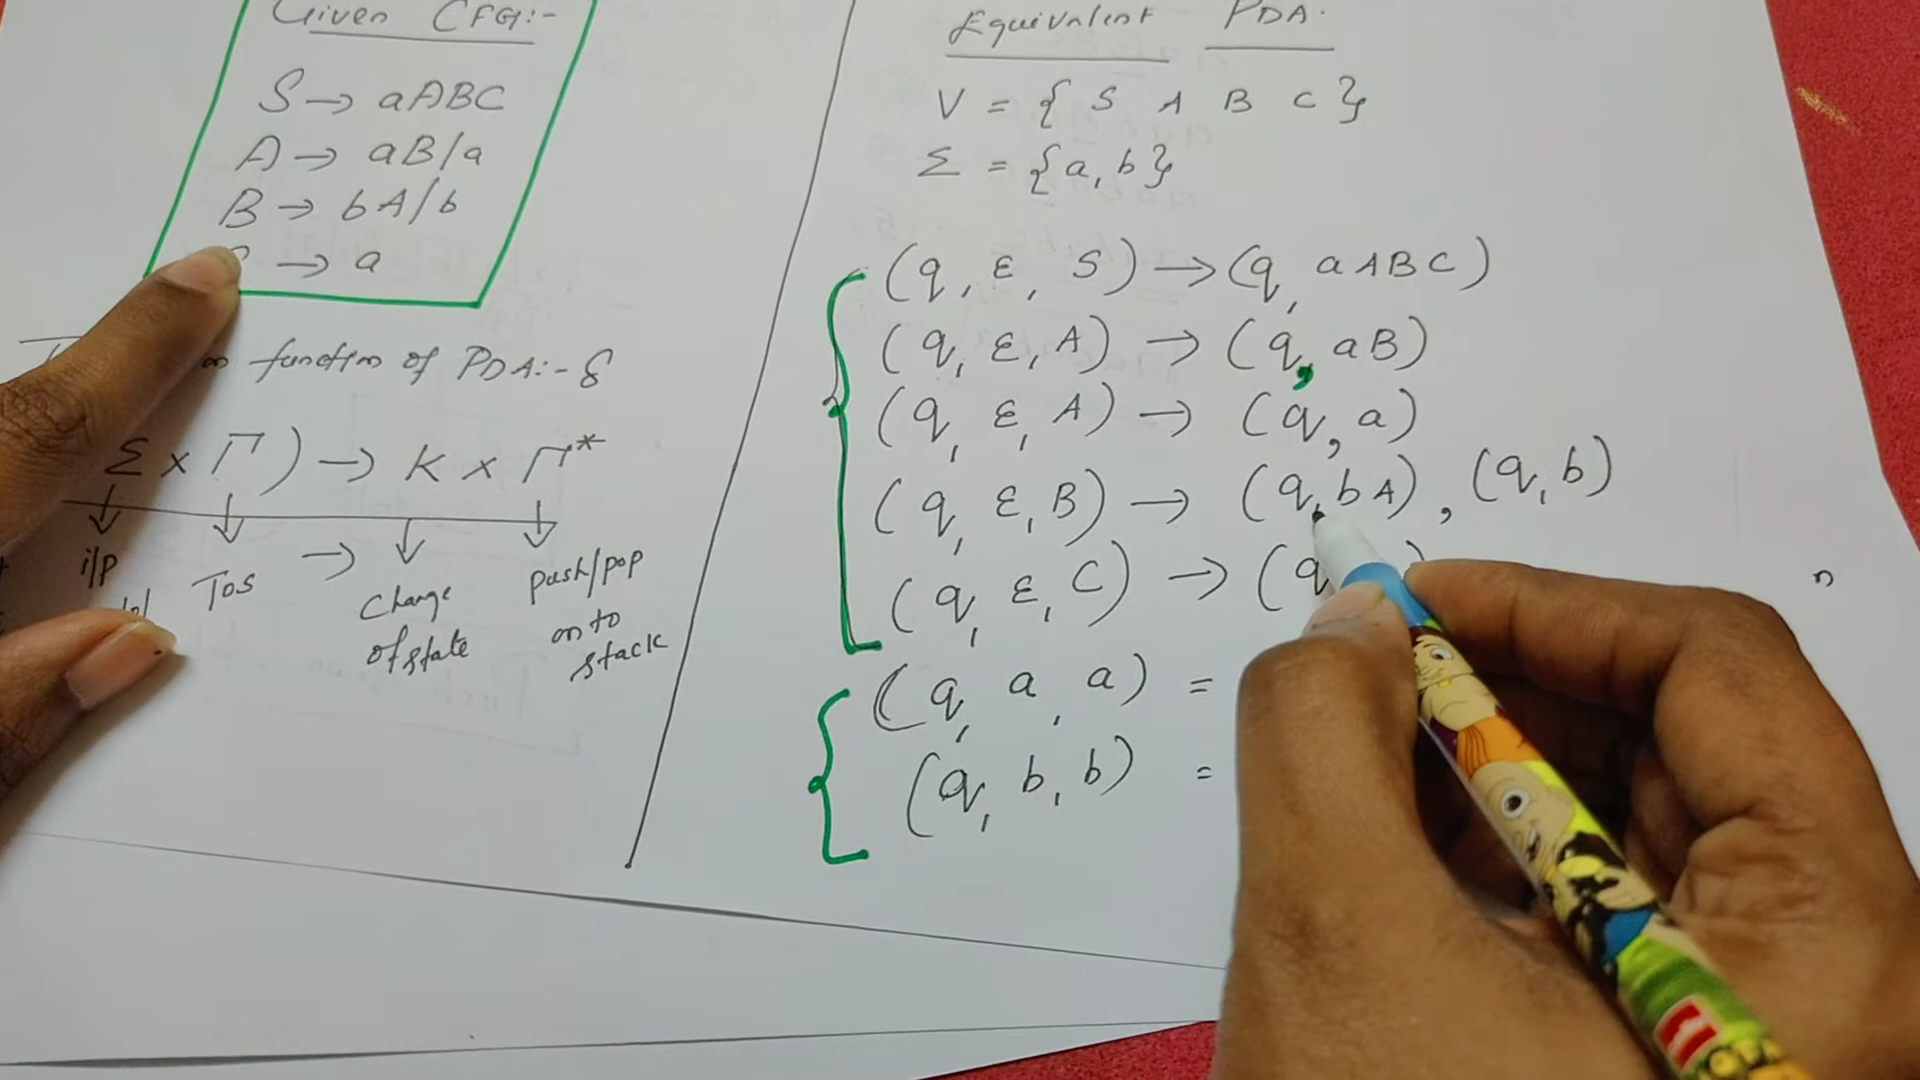 Given CFG:-
S → aABC
A → aB/a
B → bA/b
→ a
function of PDA:- δ
Σ x Γ) → K x Γ*
i/p
TOS
→
Change of state
push/pop onto stack
Equivalent PDA:
V = { S A B C }
Σ = {a, b}
(q, ε, S) → (q, aABC)
(q, ε, A) → (q, aB)
(q, ε, A) → (q, a)
(q, ε, B) → (q, bA), (q, b)
(q, ε, C) → (q
(q, a, a) =
(q, b, b) =